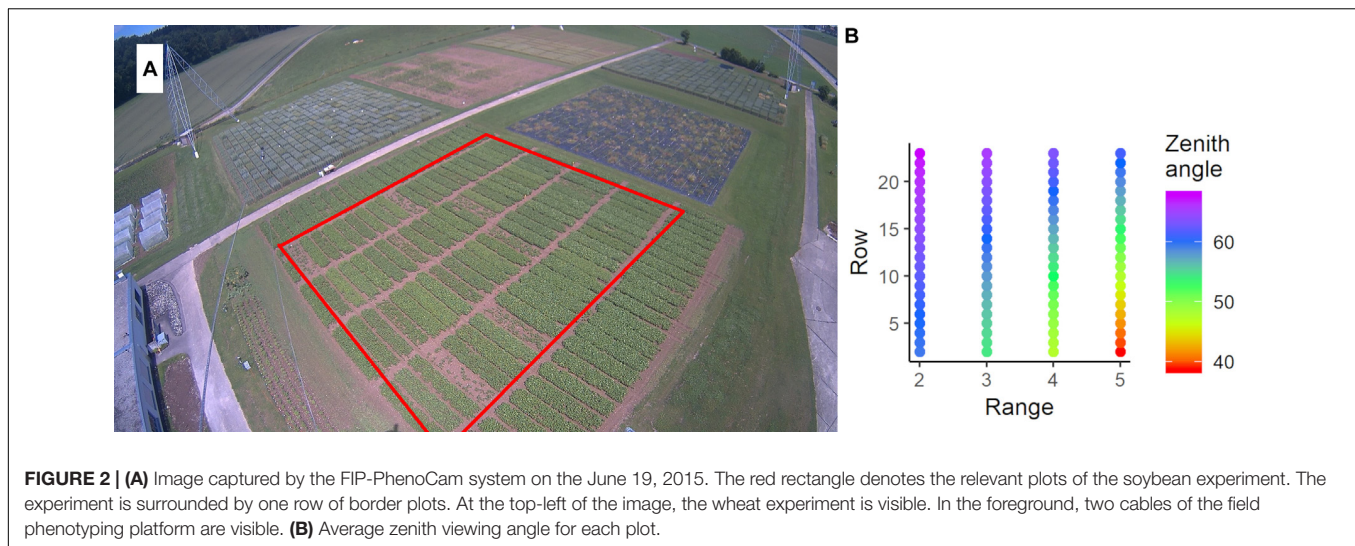 A
B
Zenith
angle
60
50
40
Row
20
15
10
5
2 3 4 5
Range
FIGURE 2 | (A) Image captured by the FIP-PhenoCam system on the June 19, 2015. The red rectangle denotes the relevant plots of the soybean experiment. The
experiment is surrounded by one row of border plots. At the top-left of the image, the wheat experiment is visible. In the foreground, two cables of the field
phenotyping platform are visible. (B) Average zenith viewing angle for each plot.